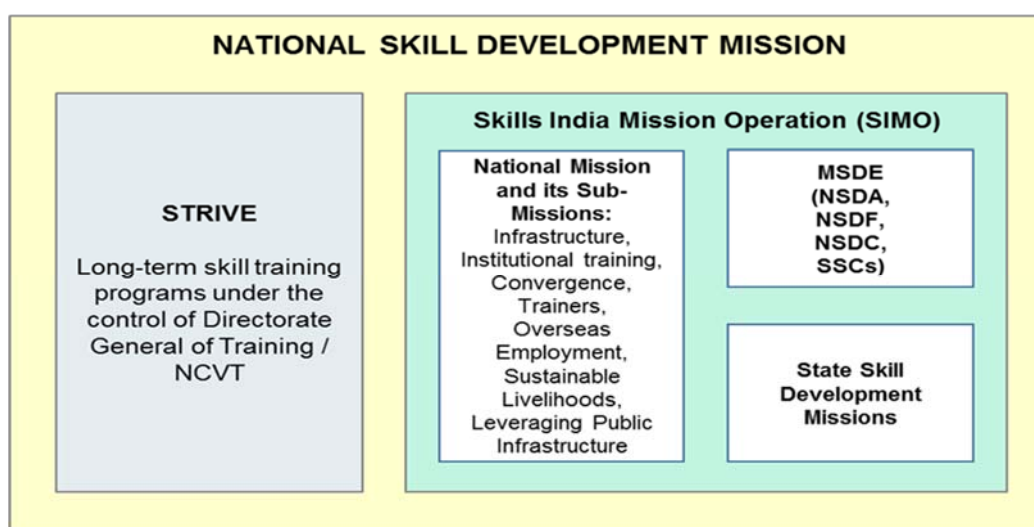 NATIONAL SKILL DEVELOPMENT MISSION
STRIVE
Long-term skill training
programs under the
control of Directorate
General of Training /
NCVT
Skills India Mission Operation (SIMO)
National Mission
and its Sub-
Missions:
Infrastructure,
Institutional training,
Convergence,
Trainers,
Overseas
Employment,
Sustainable
Livelihoods,
Leveraging Public
Infrastructure
MSDE
(NSDA,
NSDF,
NSDC,
SSCs)
State Skill
Development
Missions